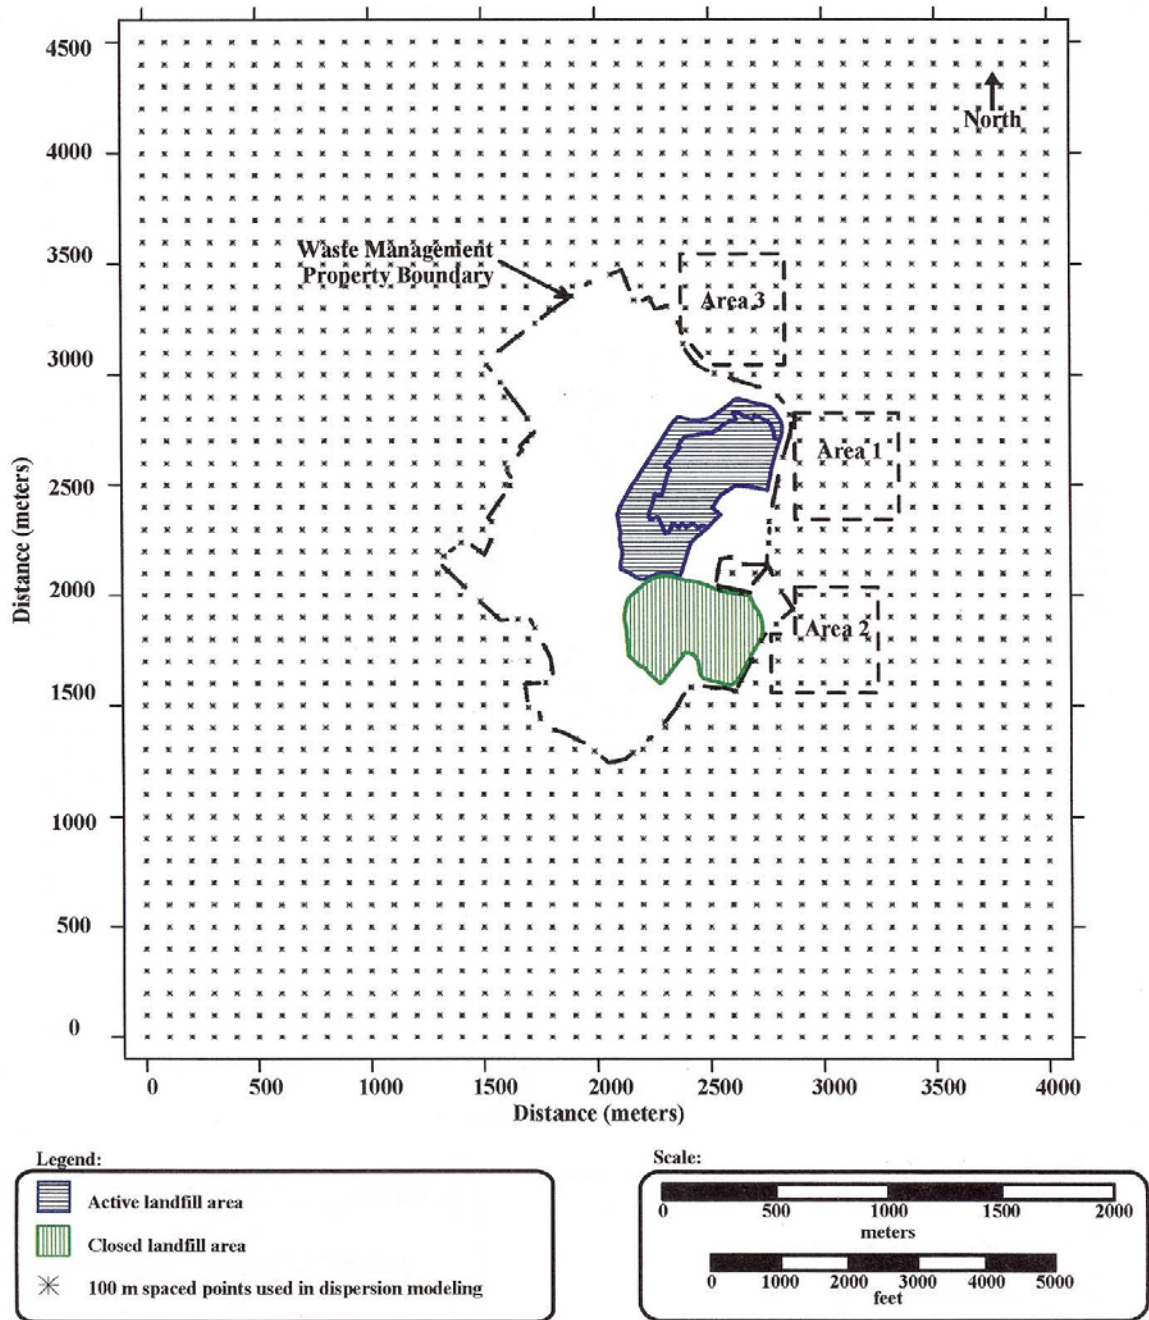 4500
4000
3500
3000
2500
2000
1500
1000
500
0
Distance (meters)
North
Waste Management
Property Boundary
Area 3
Area 1
Area 2
0 500 1000 1500 2000 2500 3000 3500 4000
Distance (meters)
Legend:
Active landfill area
Closed landfill area
100 m spaced points used in dispersion modeling
Scale:
0 500 1000 1500 2000
meters
0 1000 2000 3000 4000 5000
feet